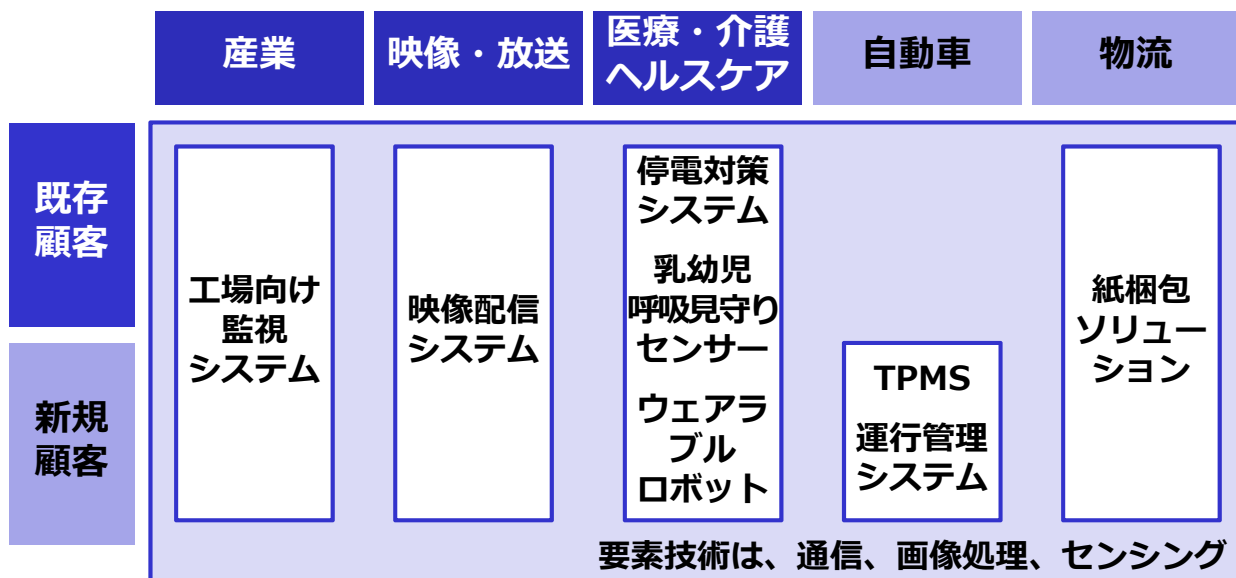 産業
映像・放送
医療・介護
ヘルスケア
自動車
物流
既存
顧客
新規
顧客
工場向け
監視
システム
映像配信
システム
停電対策
システム
乳幼児
呼吸見守り
センサー
ウェアラ
ブル
ロボット
TPMS
運行管理
システム
紙梱包
ソリュー
ション
要素技術は、通信、画像処理、センシング